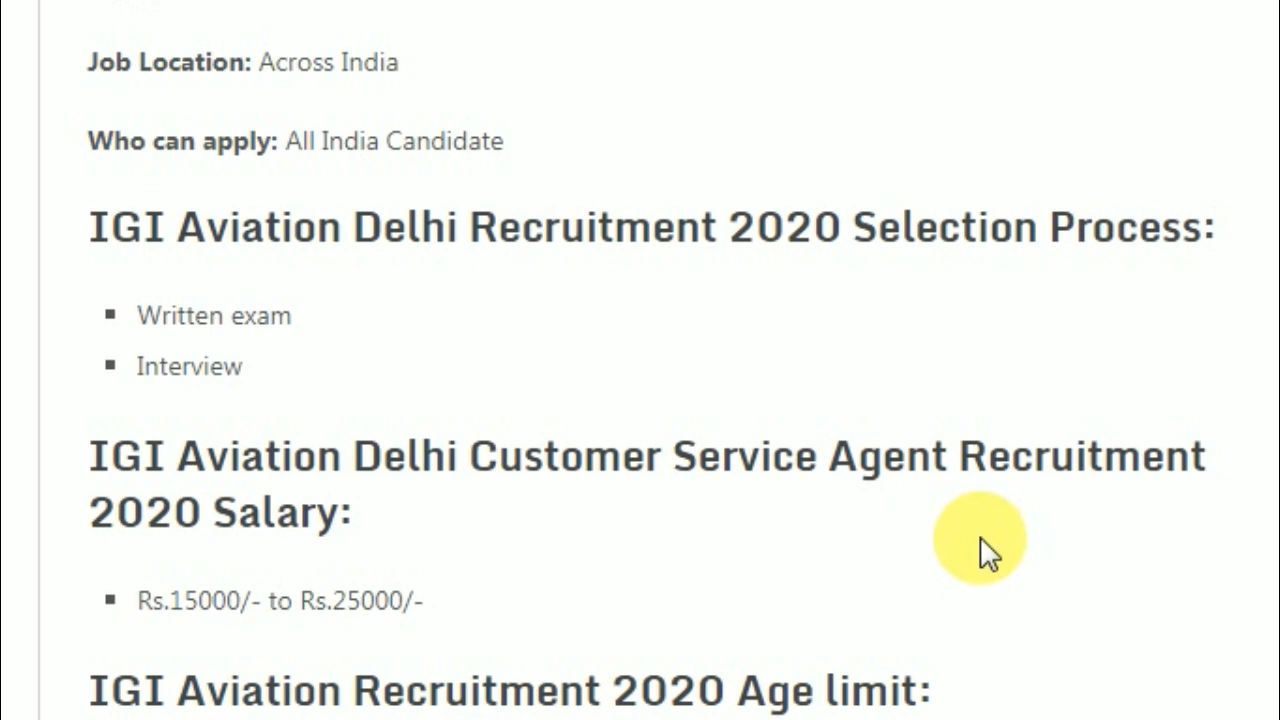 Job Location: Across India
Who can apply: All India Candidate
IGI Aviation Delhi Recruitment 2020 Selection Process:
Written exam
Interview
IGI Aviation Delhi Customer Service Agent Recruitment
2020 Salary:
Rs.15000/- to Rs.25000/-
IGI Aviation Recruitment 2020 Age limit: